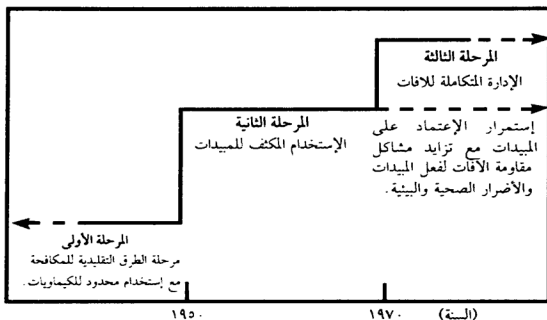 المرحلة الثالثة
الإدارة المتكاملة للافات
إستمرار الإعتماد على
المبيدات مع تزايد مشاكل
مقاومة الآفات لفعل المبيدات
والأضرار الصحية والبيئية.
المرحلة الثانية
الإستخدام المكثف للمبيدات
المرحلة الأولى
مرحلة الطرق التقليدية للمكافحة
مع إستخدام محدود للكيماويات.
١٩٥٠ ١٩٧٠ (السنة)